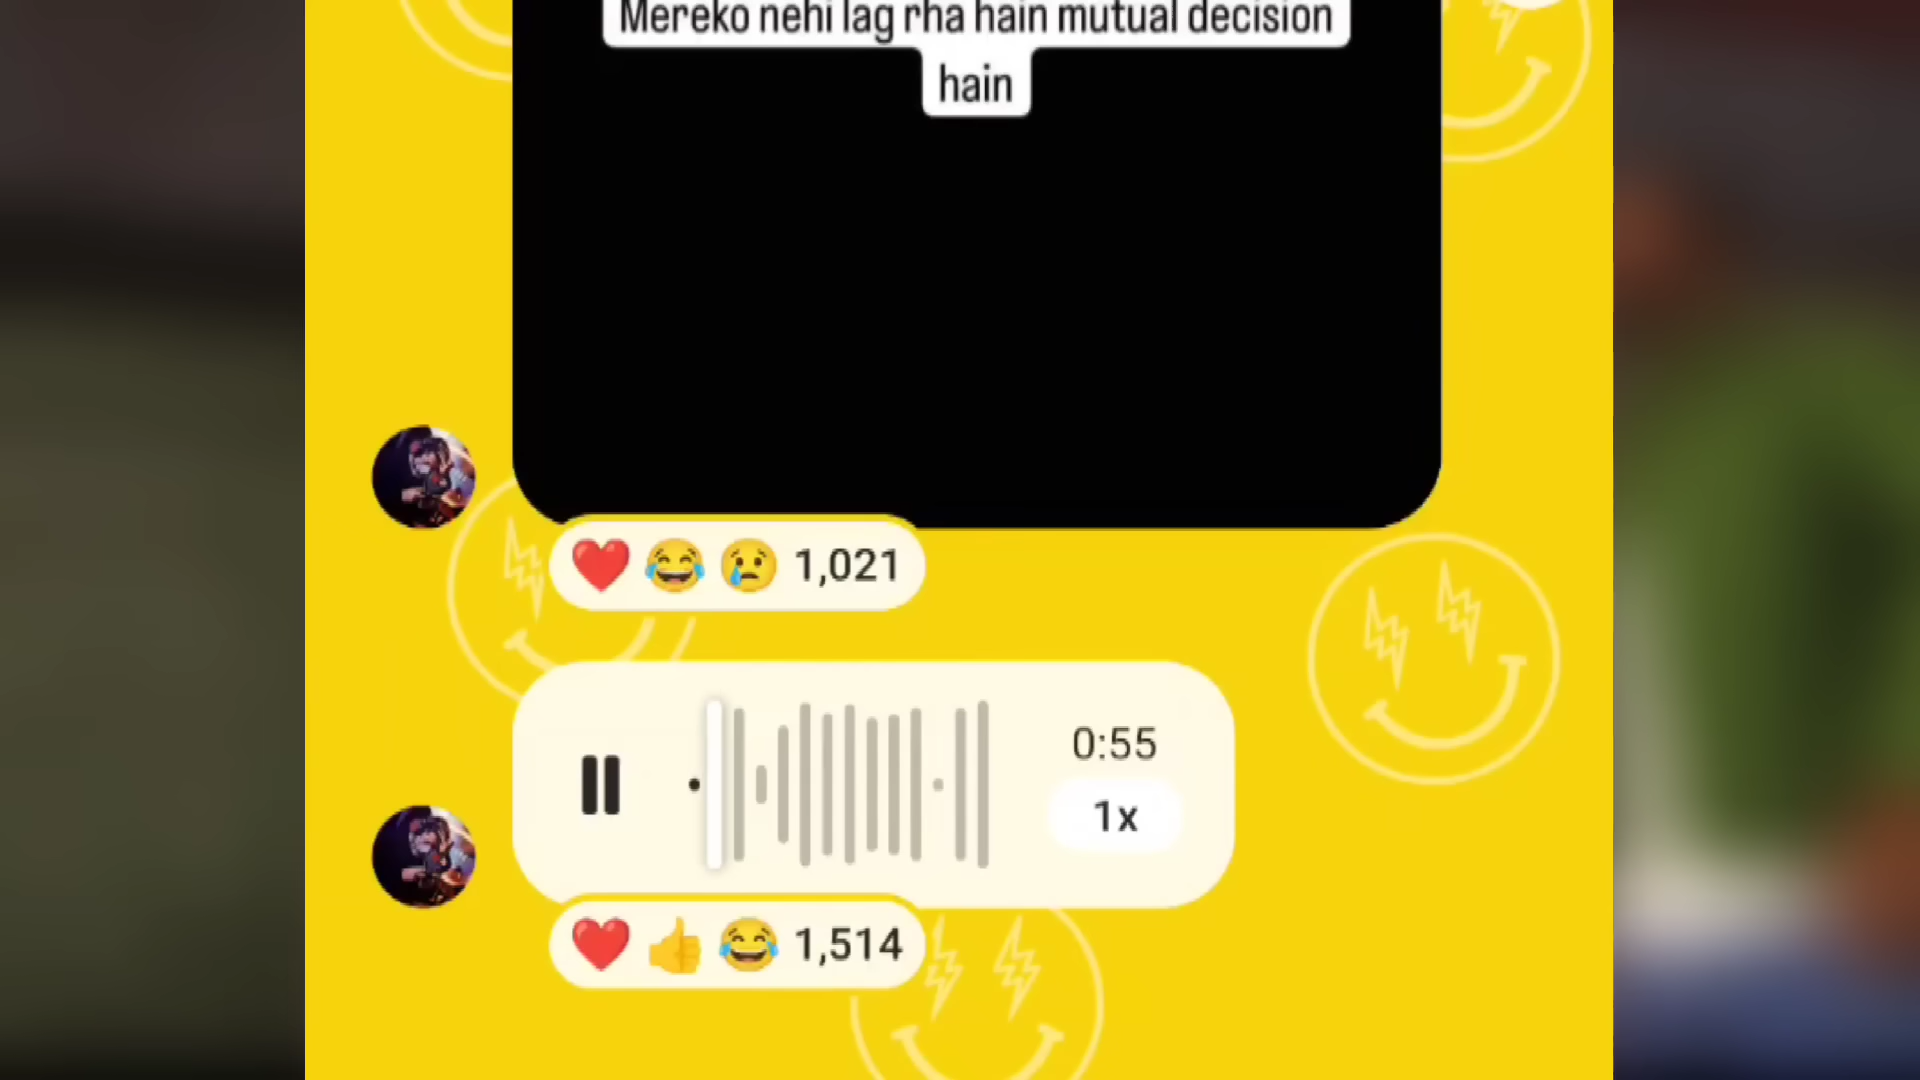 Mereko nehi lag rha hain mutual decision
hain
1,021
0:55
1x
1,514